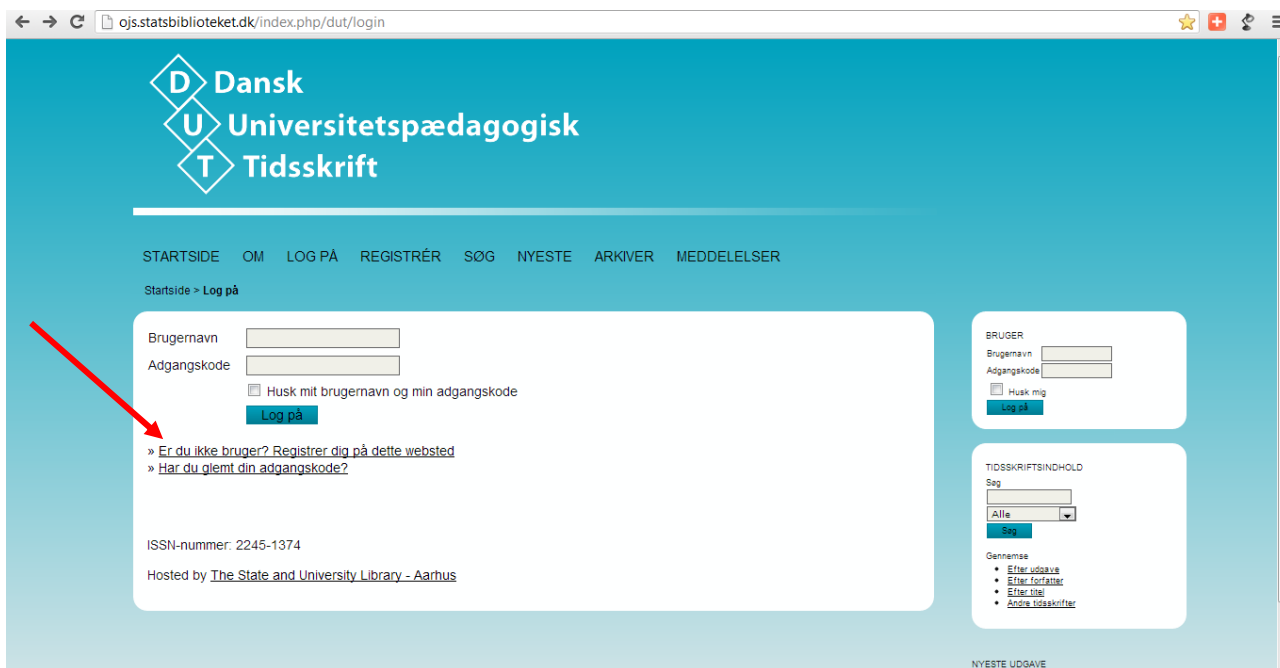 ojs.statsbiblioteket.dk/index.php/dut/login
D Dansk
U Universitetspædagogisk
T Tidsskrift
STARTSIDE OM LOG PÅ REGISTRÉR SØG NYESTE ARKIVER MEDDELELSER
Startside > Log på
Brugernavn
Adgangskode
Husk mit brugernavn og min adgangskode
Log på
» Er du ikke bruger? Registrer dig på dette websted
» Har du glemt din adgangskode?
ISSN-nummer: 2245-1374
Hosted by The State and University Library - Aarhus
BRUGER
Brugernavn
Adgangskode
Husk mig
Log på
TIDSSKRIFTSINDHOLD
Søg
Alle
Søg
Gennemse
• Efter udgave
• Efter forfatter
• Efter titel
• Andre tidsskrifter
NYESTE UDGAVE